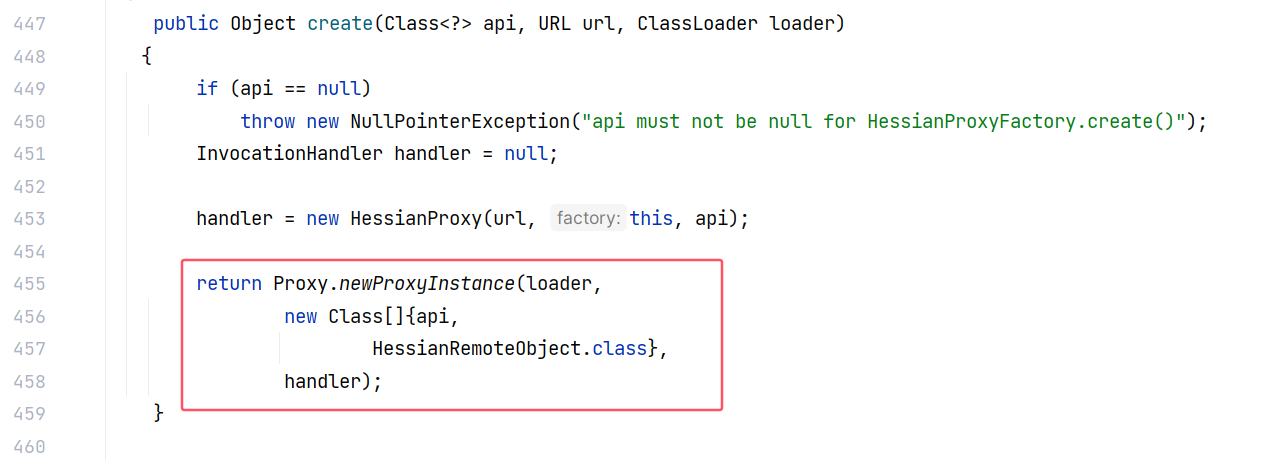 447 public Object create(Class<?> api, URL url, ClassLoader loader)
448 {
449 if (api == null)
450 throw new NullPointerException("api must not be null for HessianProxyFactory.create()");
451 InvocationHandler handler = null;
452
453 handler = new HessianProxy(url, factory: this, api);
454
455 return Proxy.newProxyInstance(loader,
456 new Class[]{api,
457 HessianRemoteObject.class},
458 handler);
459 }
460